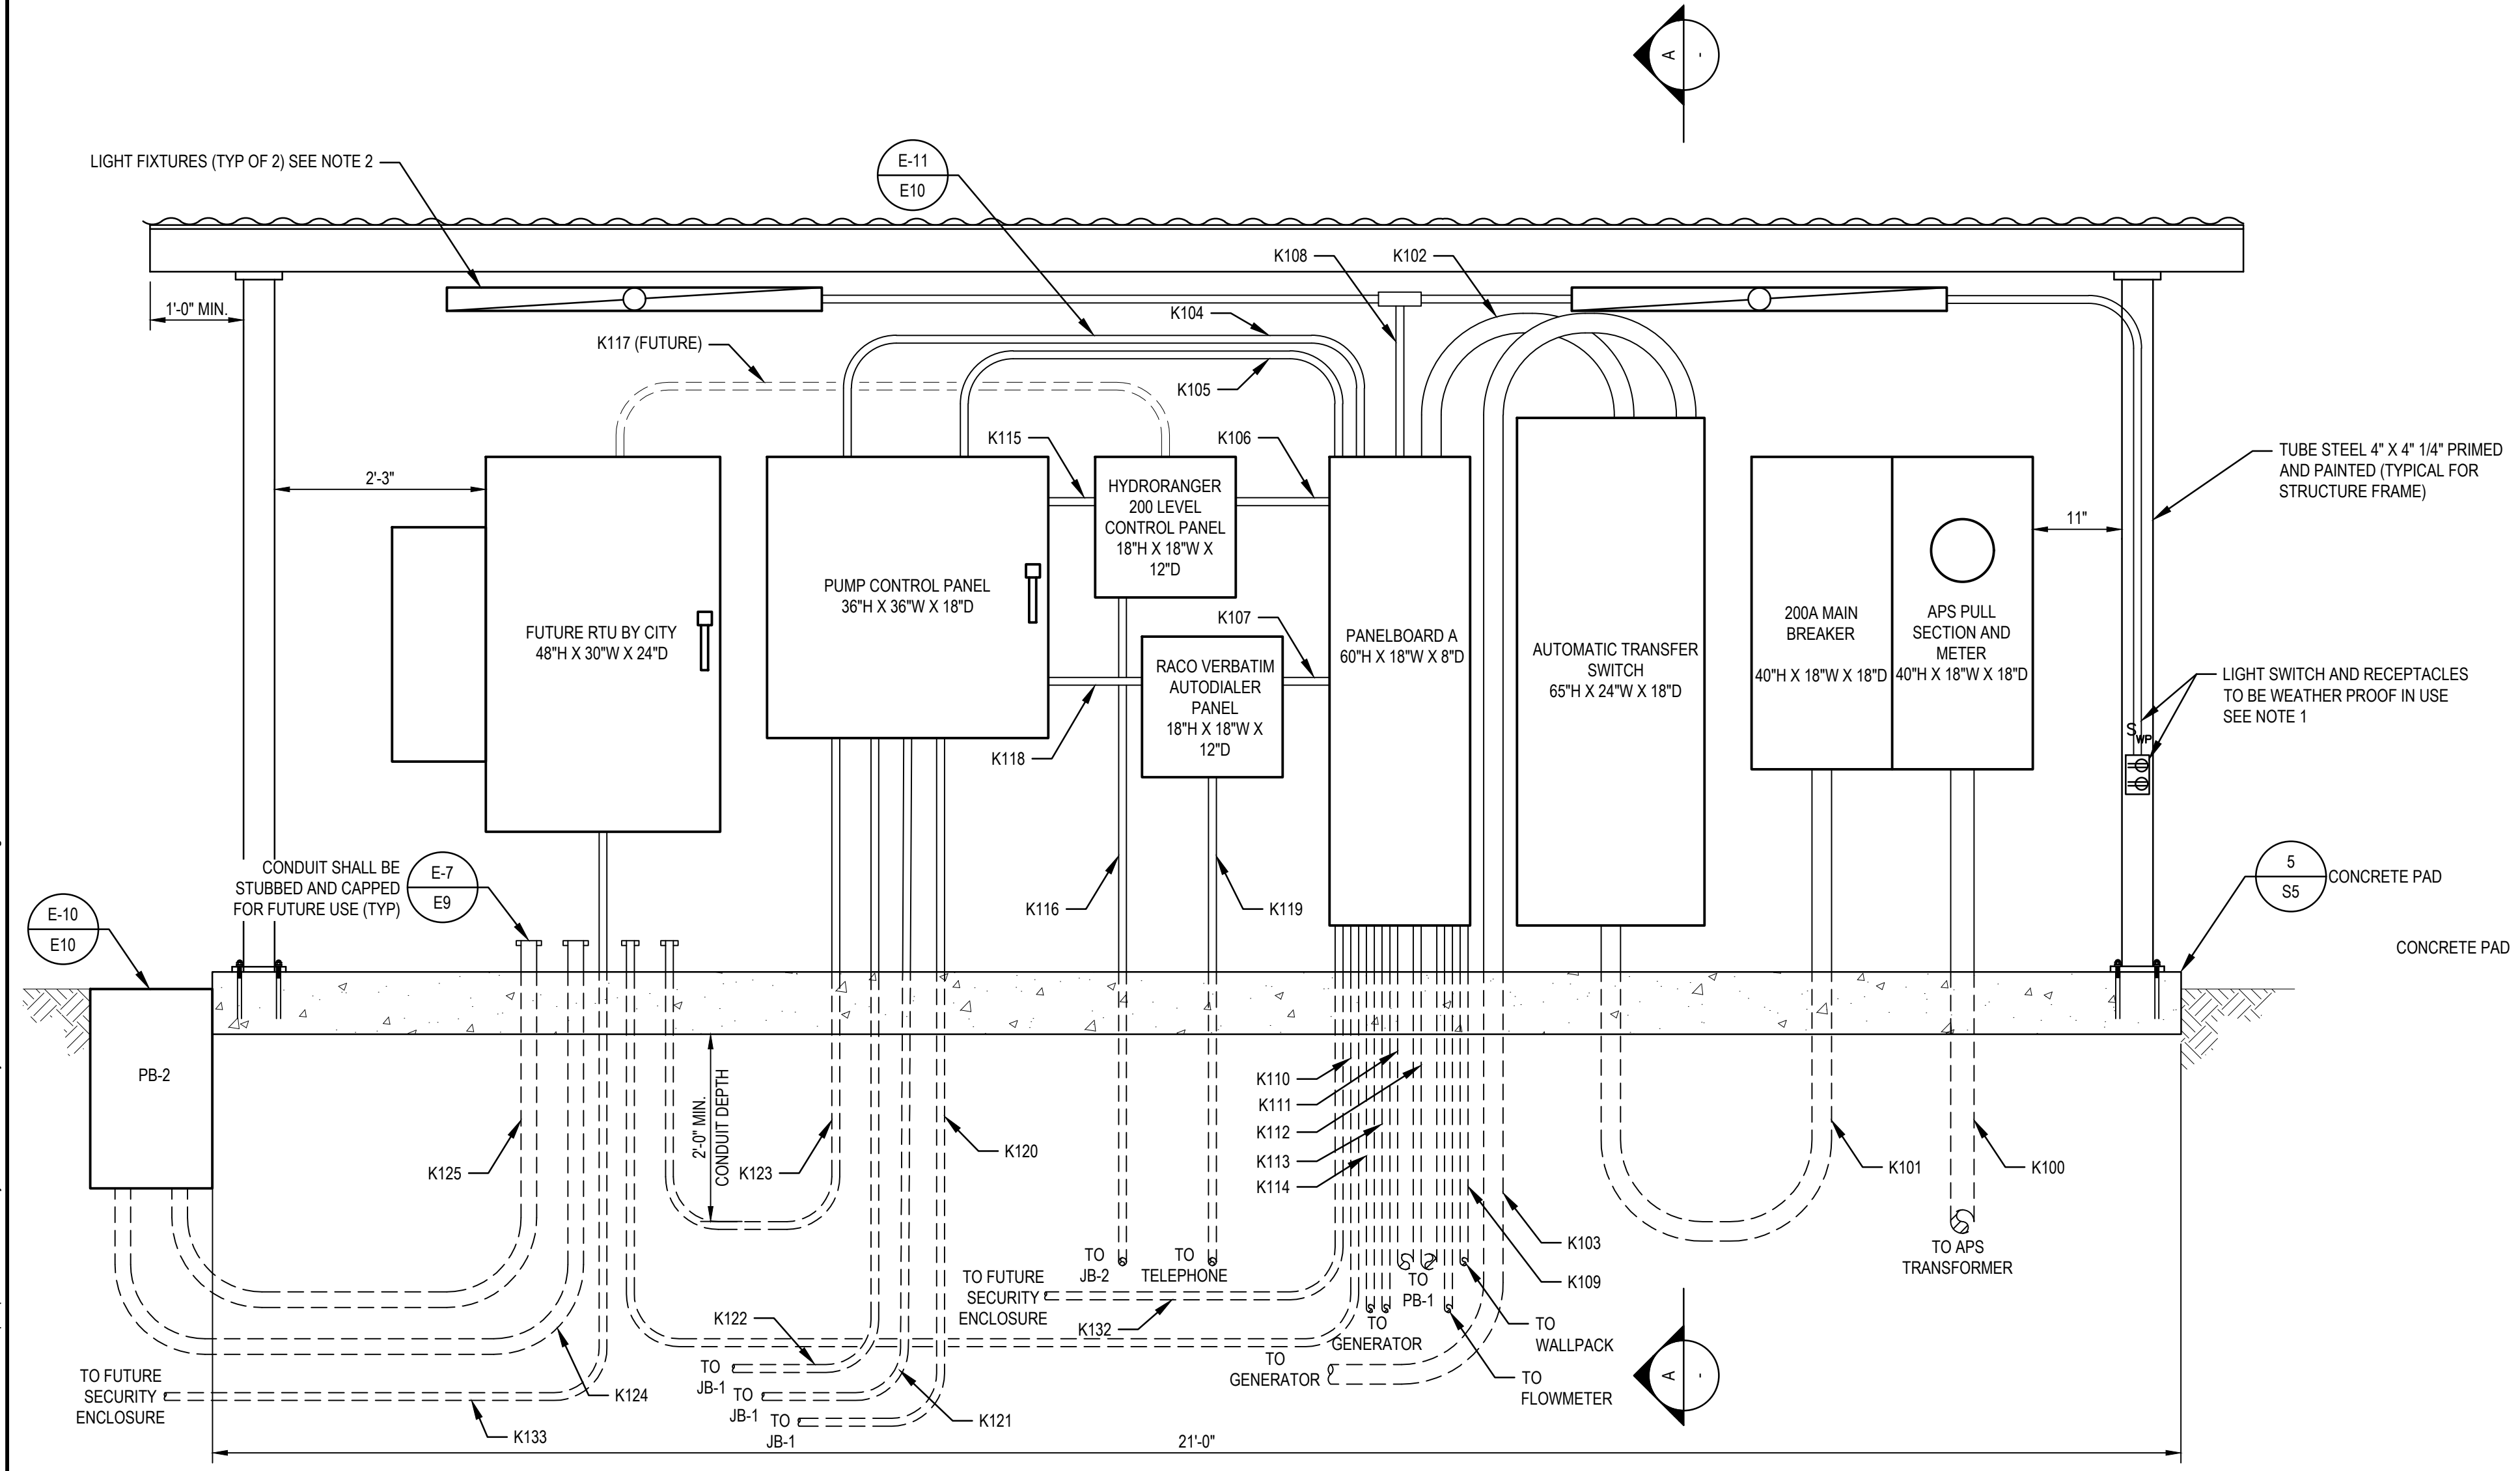 A
-
LIGHT FIXTURES (TYP OF 2) SEE NOTE 2
E-11
E10
K108
K102
1'-0" MIN.
K104
K117 (FUTURE)
K105
K115
K106
TUBE STEEL 4" X 4" 1/4" PRIMED
AND PAINTED (TYPICAL FOR
STRUCTURE FRAME)
2'-3"
HYDRORANGER
200 LEVEL
CONTROL PANEL
18"H X 18"W X
12"D
11"
PUMP CONTROL PANEL
36"H X 36"W X 18"D
FUTURE RTU BY CITY
48"H X 30"W X 24"D
K107
PANELBOARD A
60"H X 18"W X 8"D
AUTOMATIC TRANSFER
SWITCH
65"H X 24"W X 18"D
200A MAIN
BREAKER
40"H X 18"W X 18"D
APS PULL
SECTION AND
METER
40"H X 18"W X 18"D
RACO VERBATIM
AUTODIALER
PANEL
18"H X 18"W X
12"D
LIGHT SWITCH AND RECEPTACLES
TO BE WEATHER PROOF IN USE
SEE NOTE 1
S
WP
K118
CONDUIT SHALL BE
STUBBED AND CAPPED
FOR FUTURE USE (TYP)
E-7
E9
5
S5
CONCRETE PAD
E-10
E10
K116
K119
CONCRETE PAD
PB-2
2'-0" MIN.
CONDUIT DEPTH
K110
K111
K112
K113
K114
K125
K123
K120
K101
K100
K103
TO APS
TRANSFORMER
TO
JB-2
TO
TELEPHONE
TO FUTURE
SECURITY
ENCLOSURE
K109
TO
PB-1
K122
K132
TO
GENERATOR
TO
WALLPACK
TO
GENERATOR
TO
FLOWMETER
A
-
TO FUTURE
SECURITY
ENCLOSURE
K124
TO
JB-1
TO
JB-1
TO
JB-1
K121
K133
21'-0"